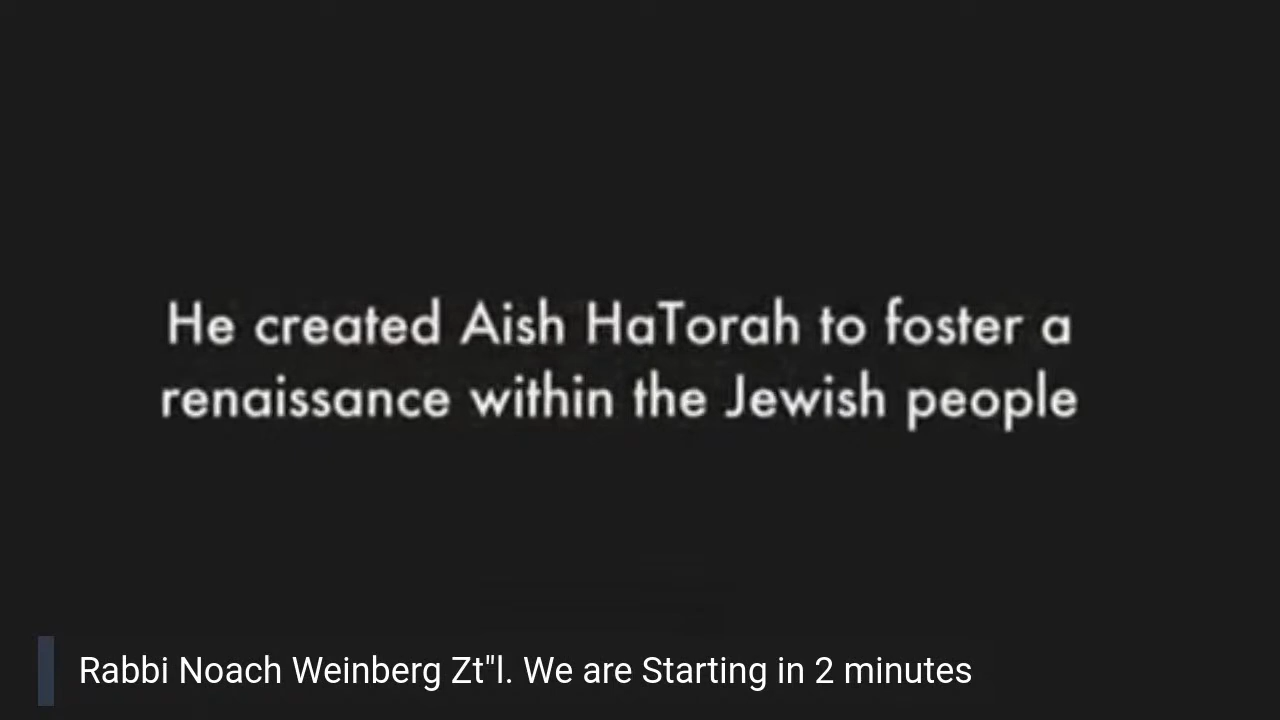 He created Aish HaTorah to foster a
renaissance within the Jewish people
Rabbi Noach Weinberg Zt"l. We are Starting in 2 minutes